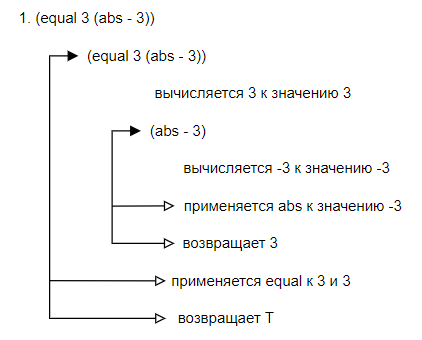 1. (equal 3 (abs - 3))
(equal 3 (abs - 3))
вычисляется 3 к значению 3
(abs - 3)
вычисляется -3 к значению -3
применяется abs к значению -3
возвращает 3
применяется equal к 3 и 3
возвращает T